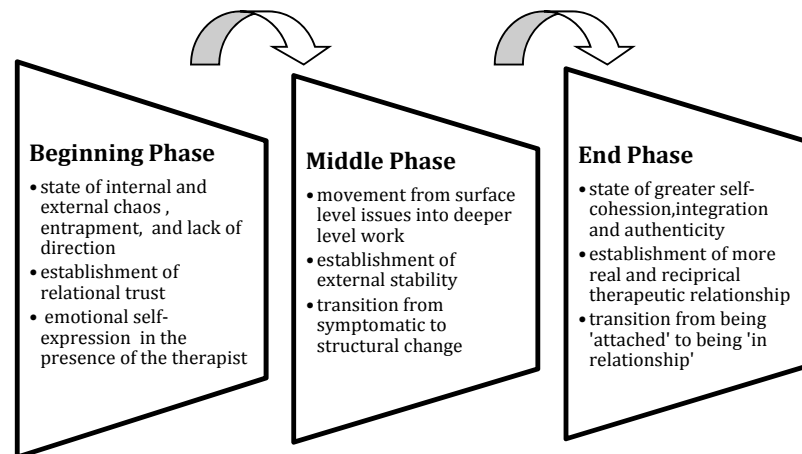 Beginning Phase
• state of internal and
external chaos ,
entrapment, and lack of
direction
• establishment of
relational trust
• emotional self-
expression in the
presence of the therapist
Middle Phase
• movement from surface
level issues into deeper
level work
• establishment of
external stability
• transition from
symptomatic to
structural change
End Phase
• state of greater self-
cohession,integration
and authenticity
• establishment of more
real and reciprical
therapeutic relationship
• transition from being
'attached' to being 'in
relationship'